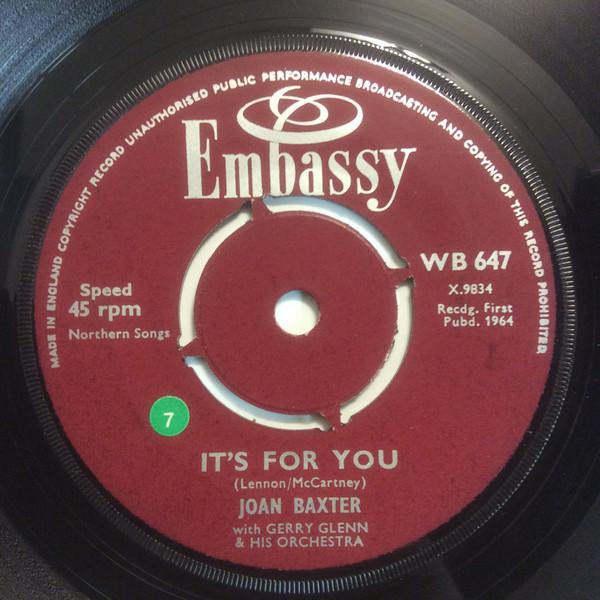 MADE IN ENGLAND COPYRIGHT RECORD UNAUTHORISED PUBLIC PERFORMANCE BROADCASTING AND COPYING OF THIS RECORD PROHIBITED
Embassy
WB 647
X.9834
Recdg. First
Pubd. 1964
Speed
45 rpm
Northern Songs
7
IT'S FOR YOU
(Lennon/McCartney)
JOAN BAXTER
with GERRY GLENN
& HIS ORCHESTRA